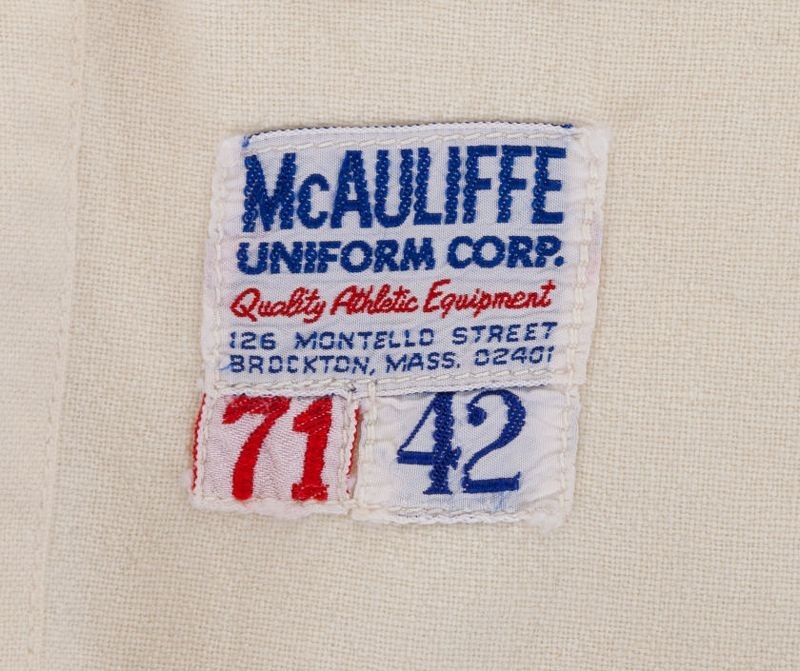 McAULIFFE
UNIFORM CORP.
Quality Athletic Equipment
126 MONTELLO STREET
BROCKTON, MASS. 02401
71 42